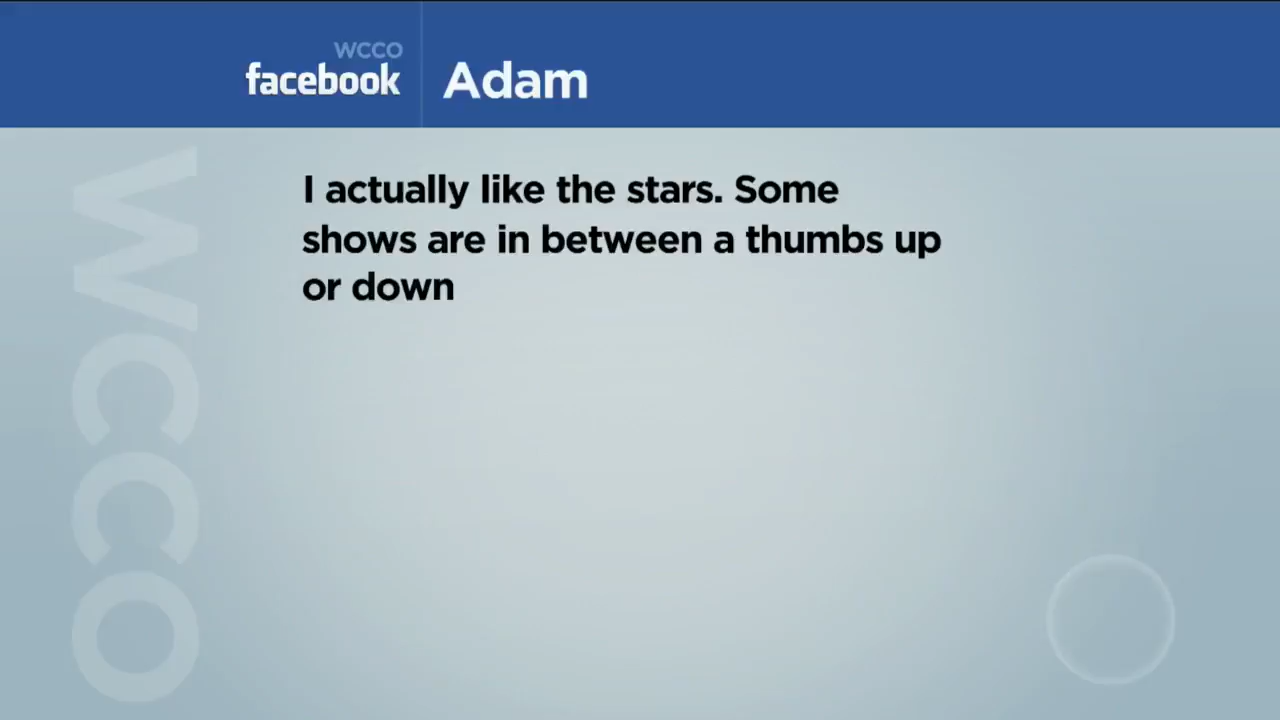 WCCO
facebook
Adam
I actually like the stars. Some
shows are in between a thumbs up
or down
WCCO